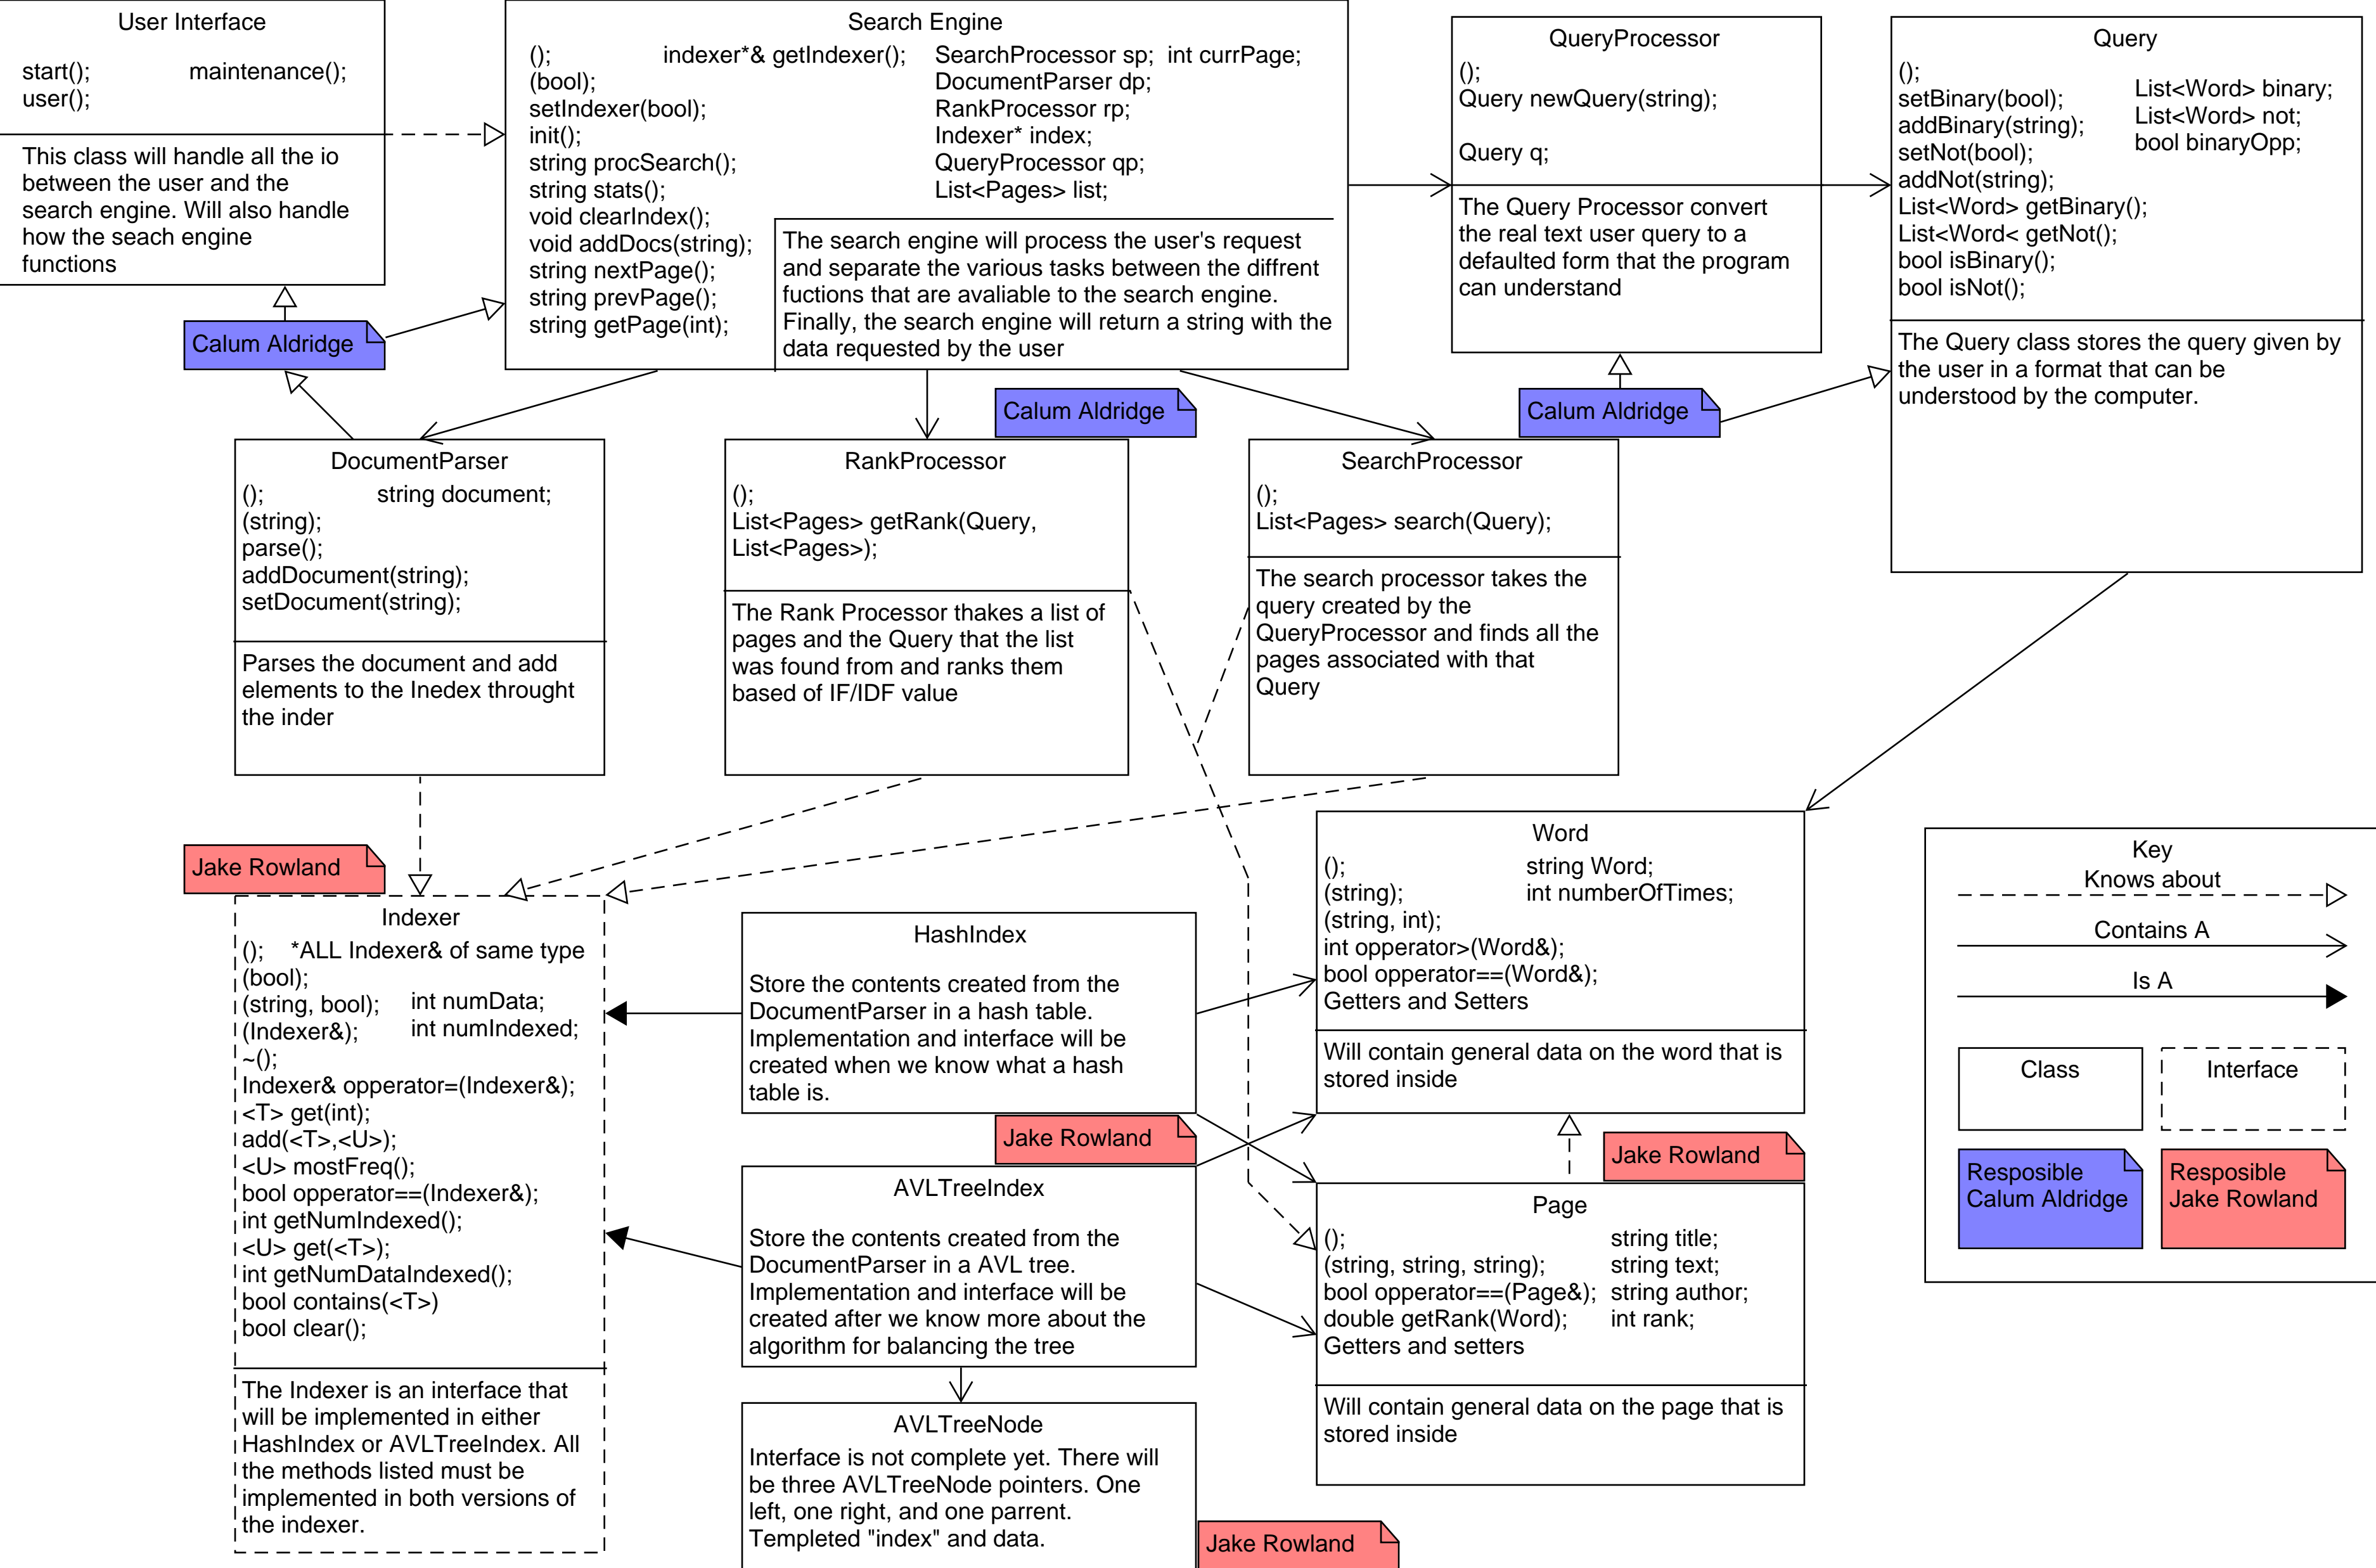 User Interface
start();
maintenance();
user();
This class will handle all the io
between the user and the
search engine. Will also handle
how the seach engine
functions
Calum Aldridge
Search Engine
();
(bool);
setIndexer(bool);
init();
string procSearch();
string stats();
void clearIndex();
void addDocs(string);
string nextPage();
string prevPage();
string getPage(int);
indexer*& getIndexer();
SearchProcessor sp; int currPage;
DocumentParser dp;
RankProcessor rp;
Indexer* index;
QueryProcessor qp;
List<Pages> list;
The search engine will process the user's request
and separate the various tasks between the diffrent
fuctions that are avaliable to the search engine.
Finally, the search engine will return a string with the
data requested by the user
QueryProcessor
();
Query newQuery(string);
Query q;
The Query Processor convert
the real text user query to a
defaulted form that the program
can understand
Query
();
setBinary(bool);
addBinary(string);
setNot(bool);
addNot(string);
List<Word> getBinary();
List<Word< getNot();
bool isBinary();
bool isNot();
List<Word> binary;
List<Word> not;
bool binaryOpp;
The Query class stores the query given by
the user in a format that can be
understood by the computer.
Calum Aldridge
Calum Aldridge
DocumentParser
();
(string);
parse();
addDocument(string);
setDocument(string);
string document;
Parses the document and add
elements to the Inedex throught
the inder
RankProcessor
();
List<Pages> getRank(Query,
List<Pages>);
The Rank Processor thakes a list of
pages and the Query that the list
was found from and ranks them
based of IF/IDF value
SearchProcessor
();
List<Pages> search(Query);
The search processor takes the
query created by the
QueryProcessor and finds all the
pages associated with that
Query
Jake Rowland
Indexer
(); *ALL Indexer& of same type
(bool);
(string, bool);
(Indexer&);
~();
int numData;
int numIndexed;
Indexer& opperator=(Indexer&);
<T> get(int);
add(<T>,<U>);
<U> mostFreq();
bool opperator==(Indexer&);
int getNumIndexed();
<U> get(<T>);
int getNumDataIndexed();
bool contains(<T>)
bool clear();
The Indexer is an interface that
will be implemented in either
HashIndex or AVLTreeIndex. All
the methods listed must be
implemented in both versions of
the indexer.
HashIndex
Store the contents created from the
DocumentParser in a hash table.
Implementation and interface will be
created when we know what a hash
table is.
Jake Rowland
AVLTreeIndex
Store the contents created from the
DocumentParser in a AVL tree.
Implementation and interface will be
created after we know more about the
algorithm for balancing the tree
AVLTreeNode
Interface is not complete yet. There will
be three AVLTreeNode pointers. One
left, one right, and one parrent.
Templeted "index" and data.
Jake Rowland
Word
();
(string);
(string, int);
int opperator>(Word&);
bool opperator==(Word&);
Getters and Setters
string Word;
int numberOfTimes;
Will contain general data on the word that is
stored inside
Jake Rowland
Page
();
(string, string, string);
bool opperator==(Page&);
double getRank(Word);
Getters and setters
string title;
string text;
string author;
int rank;
Will contain general data on the page that is
stored inside
Key
Knows about
Contains A
Is A
Class
Interface
Resposible
Calum Aldridge
Resposible
Jake Rowland